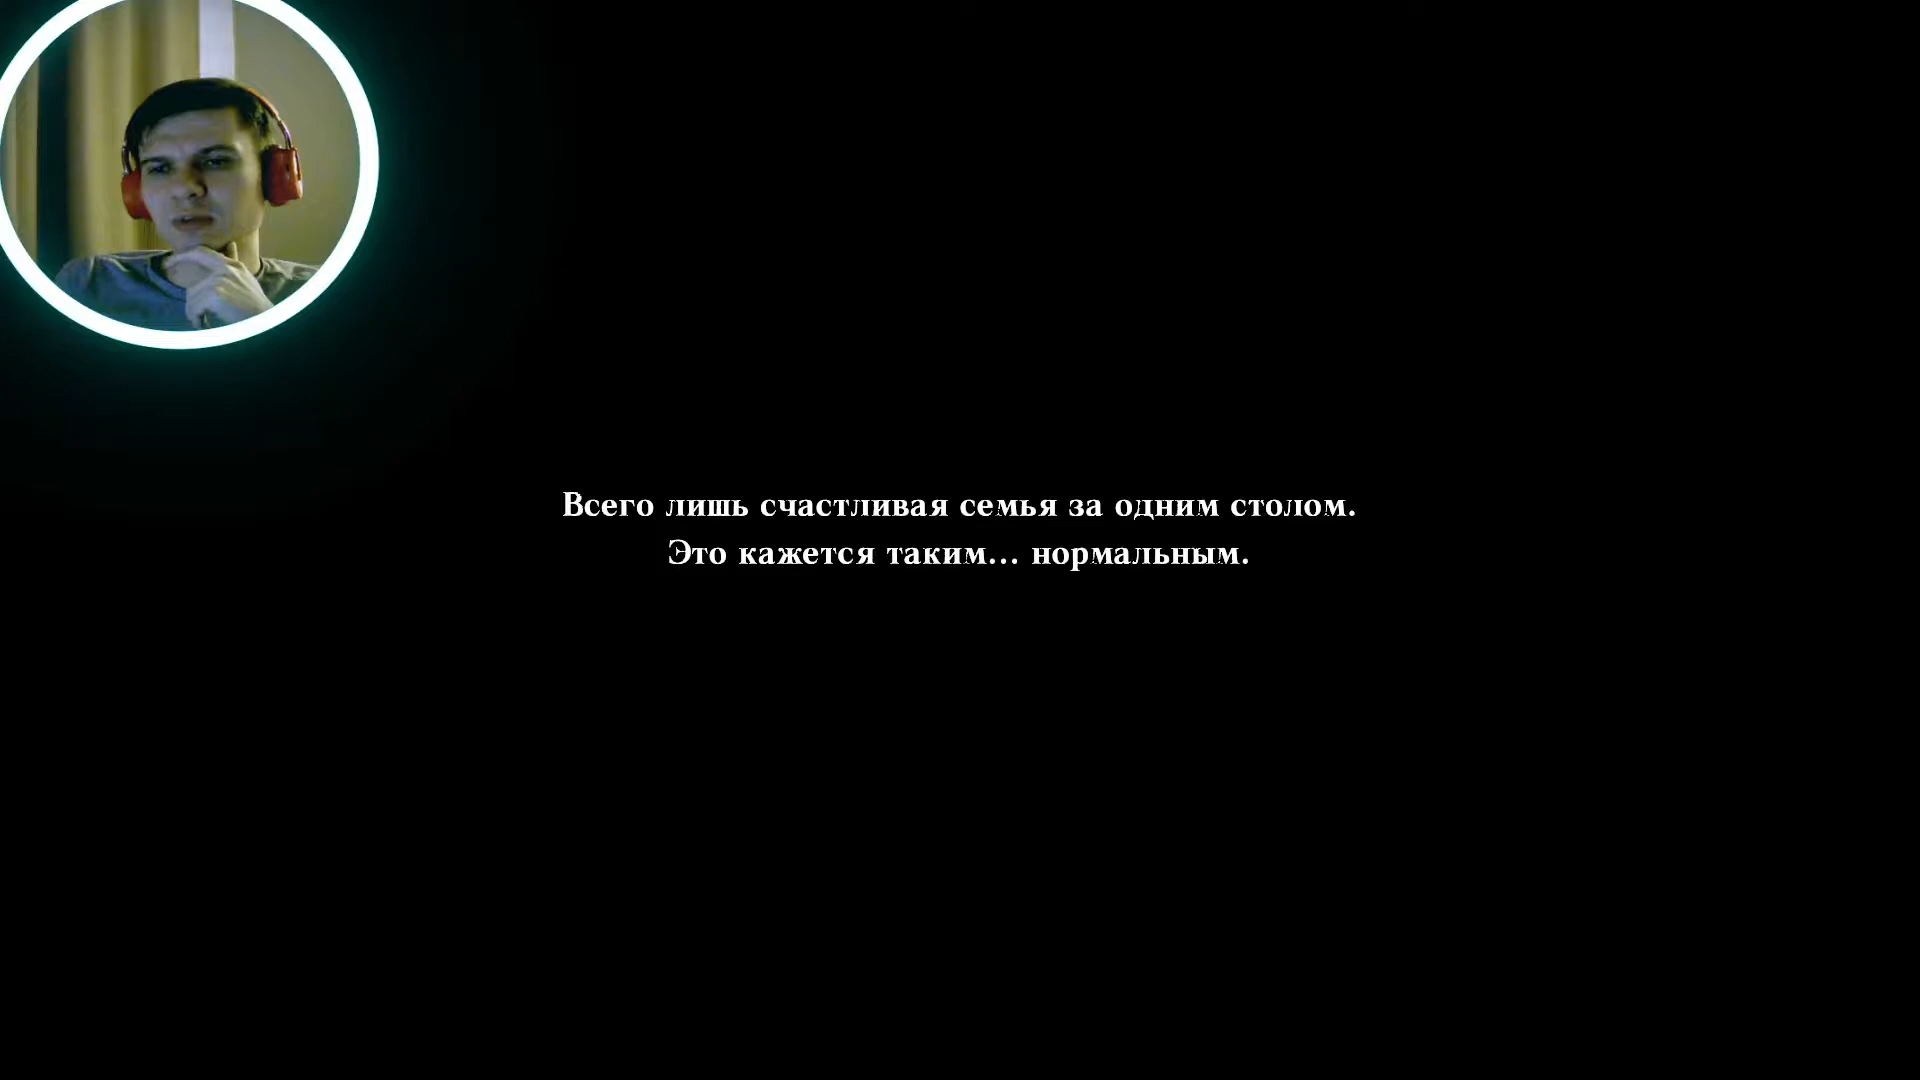 Всего лишь счастливая семья за одним столом.
Это кажется таким... нормальным.